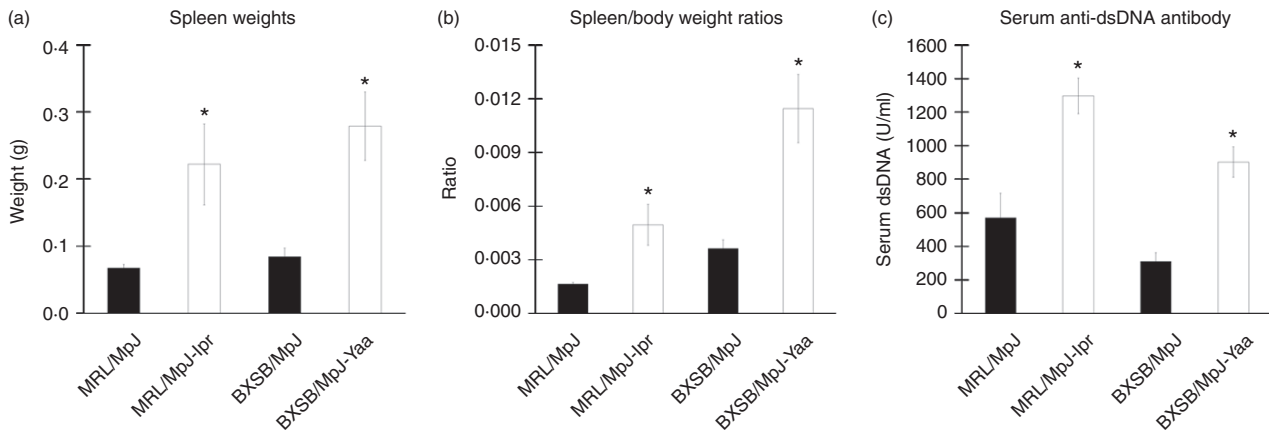 (a) Spleen weights
0·4
0·3
0·2
0·1
0·0
Weight (g)
*
*
MRL/MpJ
MRL/MpJ-lpr
BXSB/MpJ
BXSB/MpJ-Yaa
(b) Spleen/body weight ratios
0·015
0·012
0·009
0·006
0·003
0·000
Ratio
*
*
MRL/MpJ
MRL/MpJ-lpr
BXSB/MpJ
BXSB/MpJ-Yaa
(c) Serum anti-dsDNA antibody
1600
1400
1200
1000
800
600
400
200
0
Serum dsDNA (U/ml)
*
*
MRL/MpJ
MRL/MpJ-lpr
BXSB/MpJ
BXSB/MpJ-Yaa